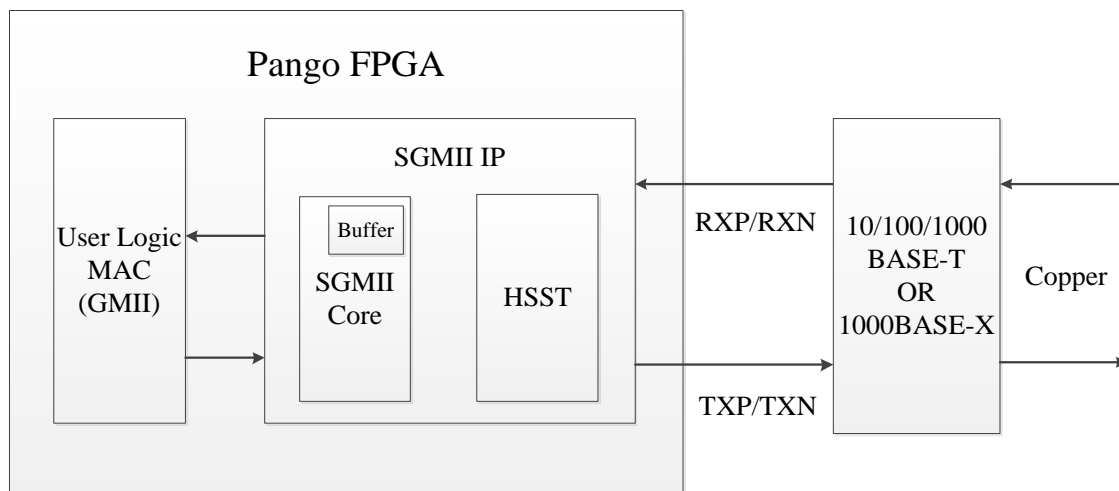 Pango FPGA
User Logic
MAC
(GMII)
SGMII IP
Buffer
SGMII
Core
HSST
RXP/RXN
TXP/TXN
10/100/1000
BASE-T
OR
1000BASE-X
Copper